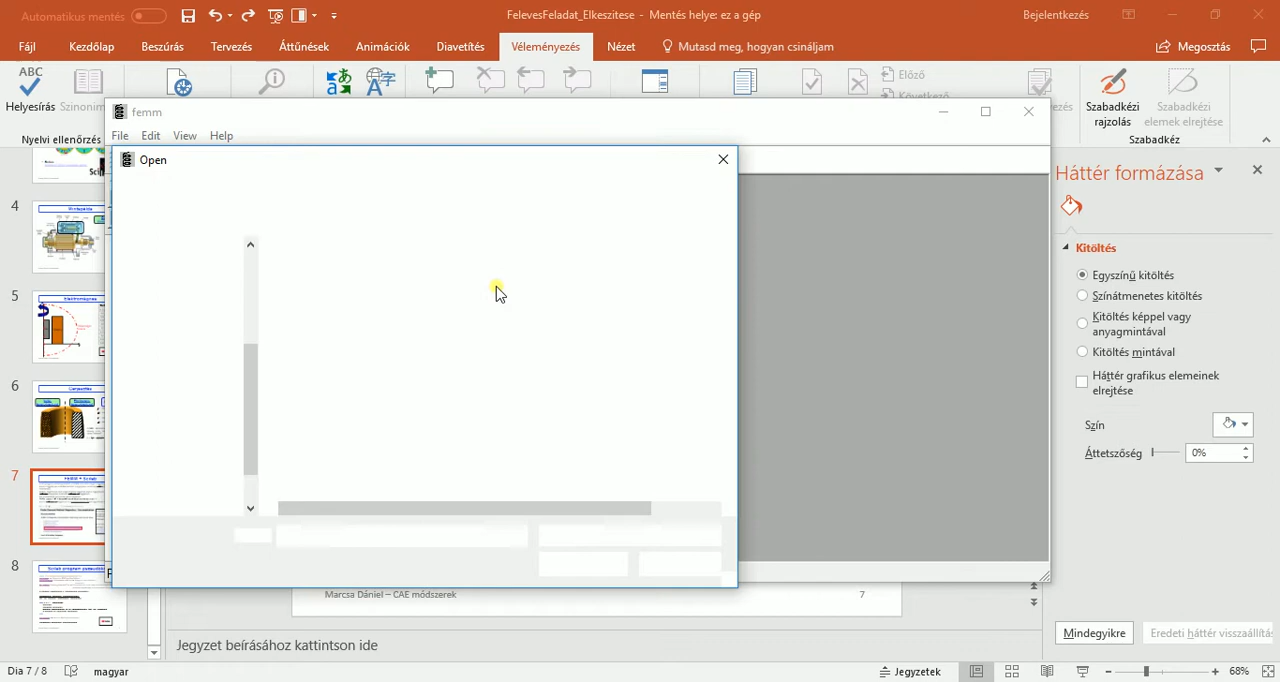 Automatikus mentés
FelevesFeladat_Elkeszitese - Mentés helye: ez a gép
Bejelentkezés
Fájl Kezdőlap Beszúrás Tervezés Áttűnések Animációk Diavetítés Véleményezés Nézet Mutasd meg, hogyan csináljam Megosztás
ABC
Helyesírás
Előző
Szabadkézi rajzolás
Szabadkézi elemek elrejtése
Nyelvi ellenőrzés
Szabadkéz
femm
File Edit View Help
Open
Háttér formázása
Kitöltés
Egyszínű kitöltés
Színátmenetes kitöltés
Kitöltés képpel vagy
anyagmintával
Kitöltés mintával
Háttér grafikus elemeinek
elrejtése
Szín
Áttetszőség 0%
4
5
6
7
8
Marcsa Dániel – CAE módszerek 7
Jegyzet beírásához kattintson ide
Mindegyikre
Eredeti háttér visszaállítás
Dia 7 / 8 magyar Jegyzetek 68%